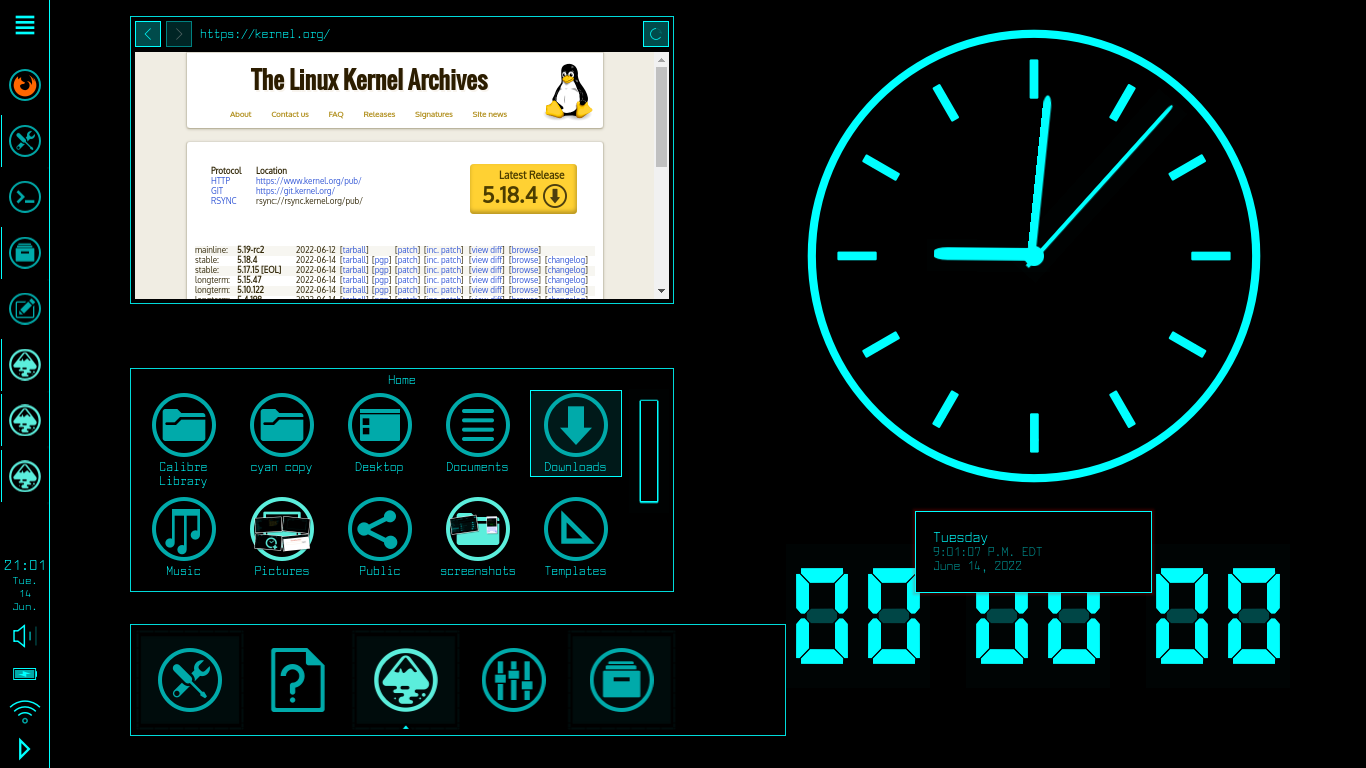 https://kernel.org/
The Linux Kernel Archives
About Contact us FAQ Releases Signatures Site news
Protocol Location
HTTP https://www.kernel.org/pub/
GIT https://git.kernel.org/
RSYNC rsync://rsync.kernel.org/pub/
Latest Release
5.18.4
mainline: 5.19-rc2 2022-06-12 [tarball] [patch] [inc. patch] [view diff] [browse]
stable: 5.18.4 2022-06-14 [tarball] [pgp] [patch] [inc. patch] [view diff] [browse] [changelog]
stable: 5.17.15 [EOL] 2022-06-14 [tarball] [pgp] [patch] [inc. patch] [view diff] [browse] [changelog]
longterm: 5.15.47 2022-06-14 [tarball] [pgp] [patch] [inc. patch] [view diff] [browse] [changelog]
longterm: 5.10.122 2022-06-14 [tarball] [pgp] [patch] [inc. patch] [view diff] [browse] [changelog]
Home
Calibre Library
cyan copy
Desktop
Documents
Downloads
Music
Pictures
Public
screenshots
Templates
21:01
Tue.
14
Jun.
Tuesday
9:01:07 P.M. EDT
June 14, 2022
00 00 00